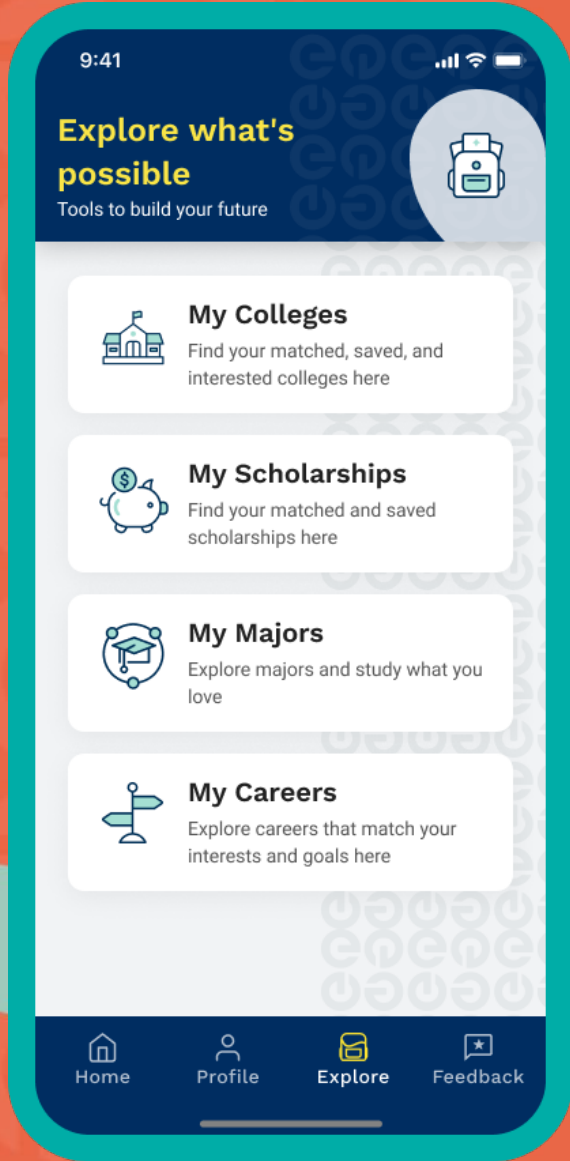 9:41
Explore what's
possible
Tools to build your future
My Colleges
Find your matched, saved, and
interested colleges here
$
My Scholarships
Find your matched and saved
scholarships here
My Majors
Explore majors and study what you
love
My Careers
Explore careers that match your
interests and goals here
Home
Profile
Explore
Feedback